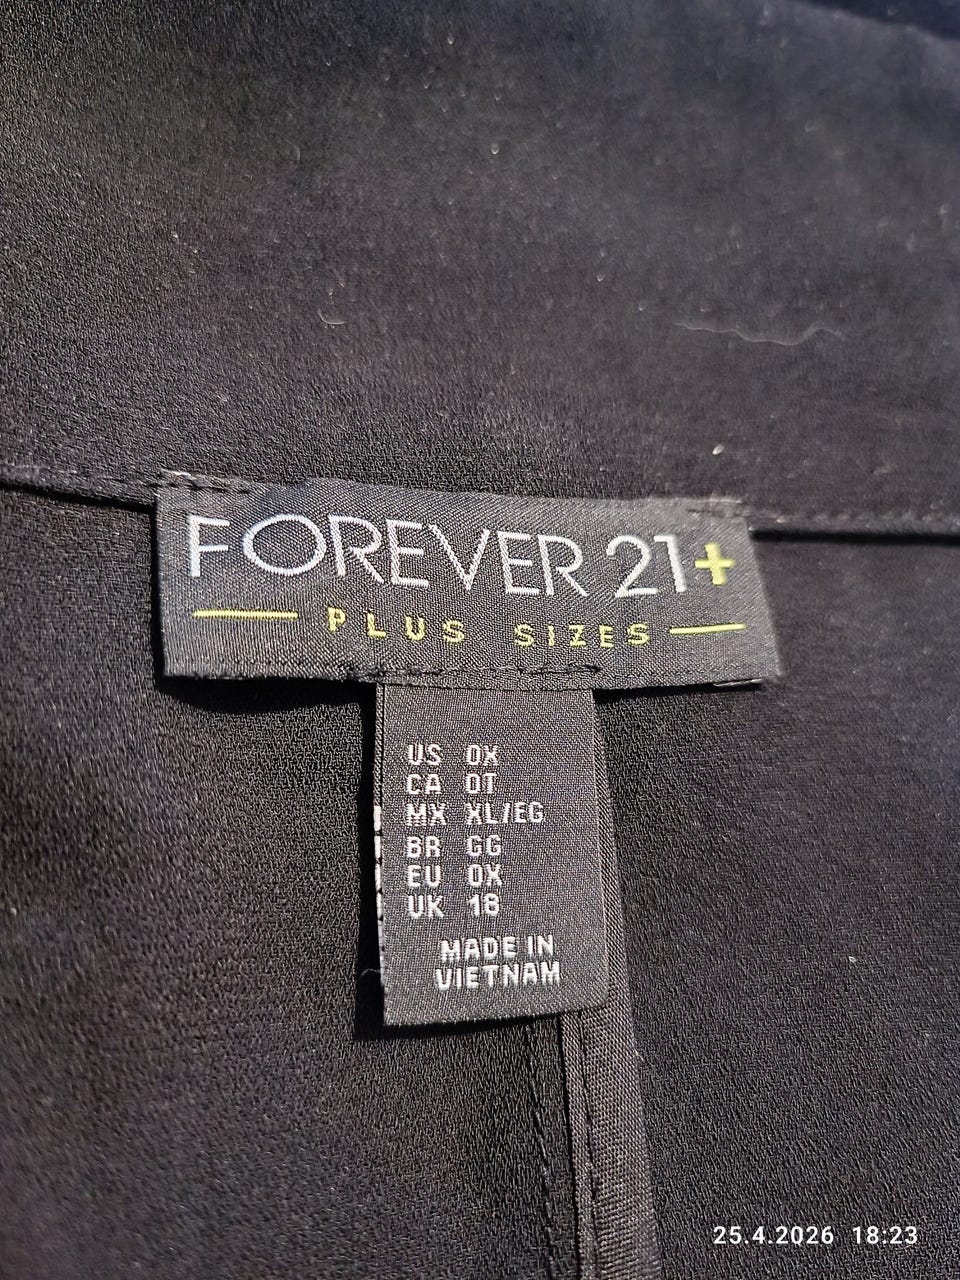 FOREVER 21+
PLUS SIZES
US 0X
CA 0T
MX XL/EG
BR GG
EU 0X
UK 18
MADE IN
VIETNAM
25.4.2026 18:23